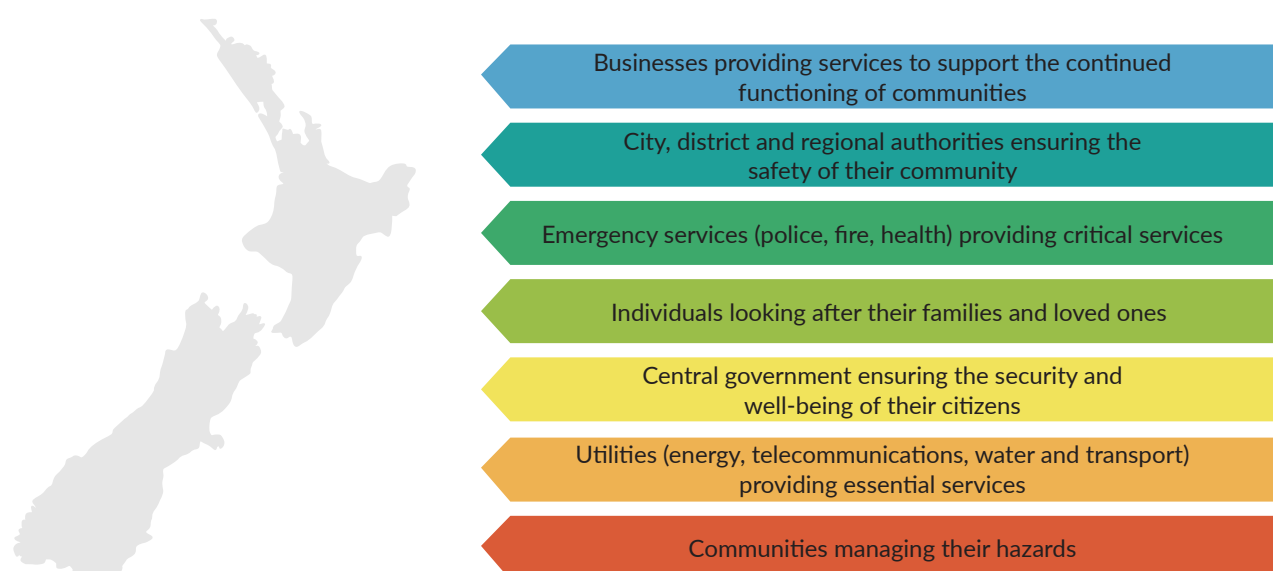 Businesses providing services to support the continued
functioning of communities
City, district and regional authorities ensuring the
safety of their community
Emergency services (police, fire, health) providing critical services
Individuals looking after their families and loved ones
Central government ensuring the security and
well-being of their citizens
Utilities (energy, telecommunications, water and transport)
providing essential services
Communities managing their hazards